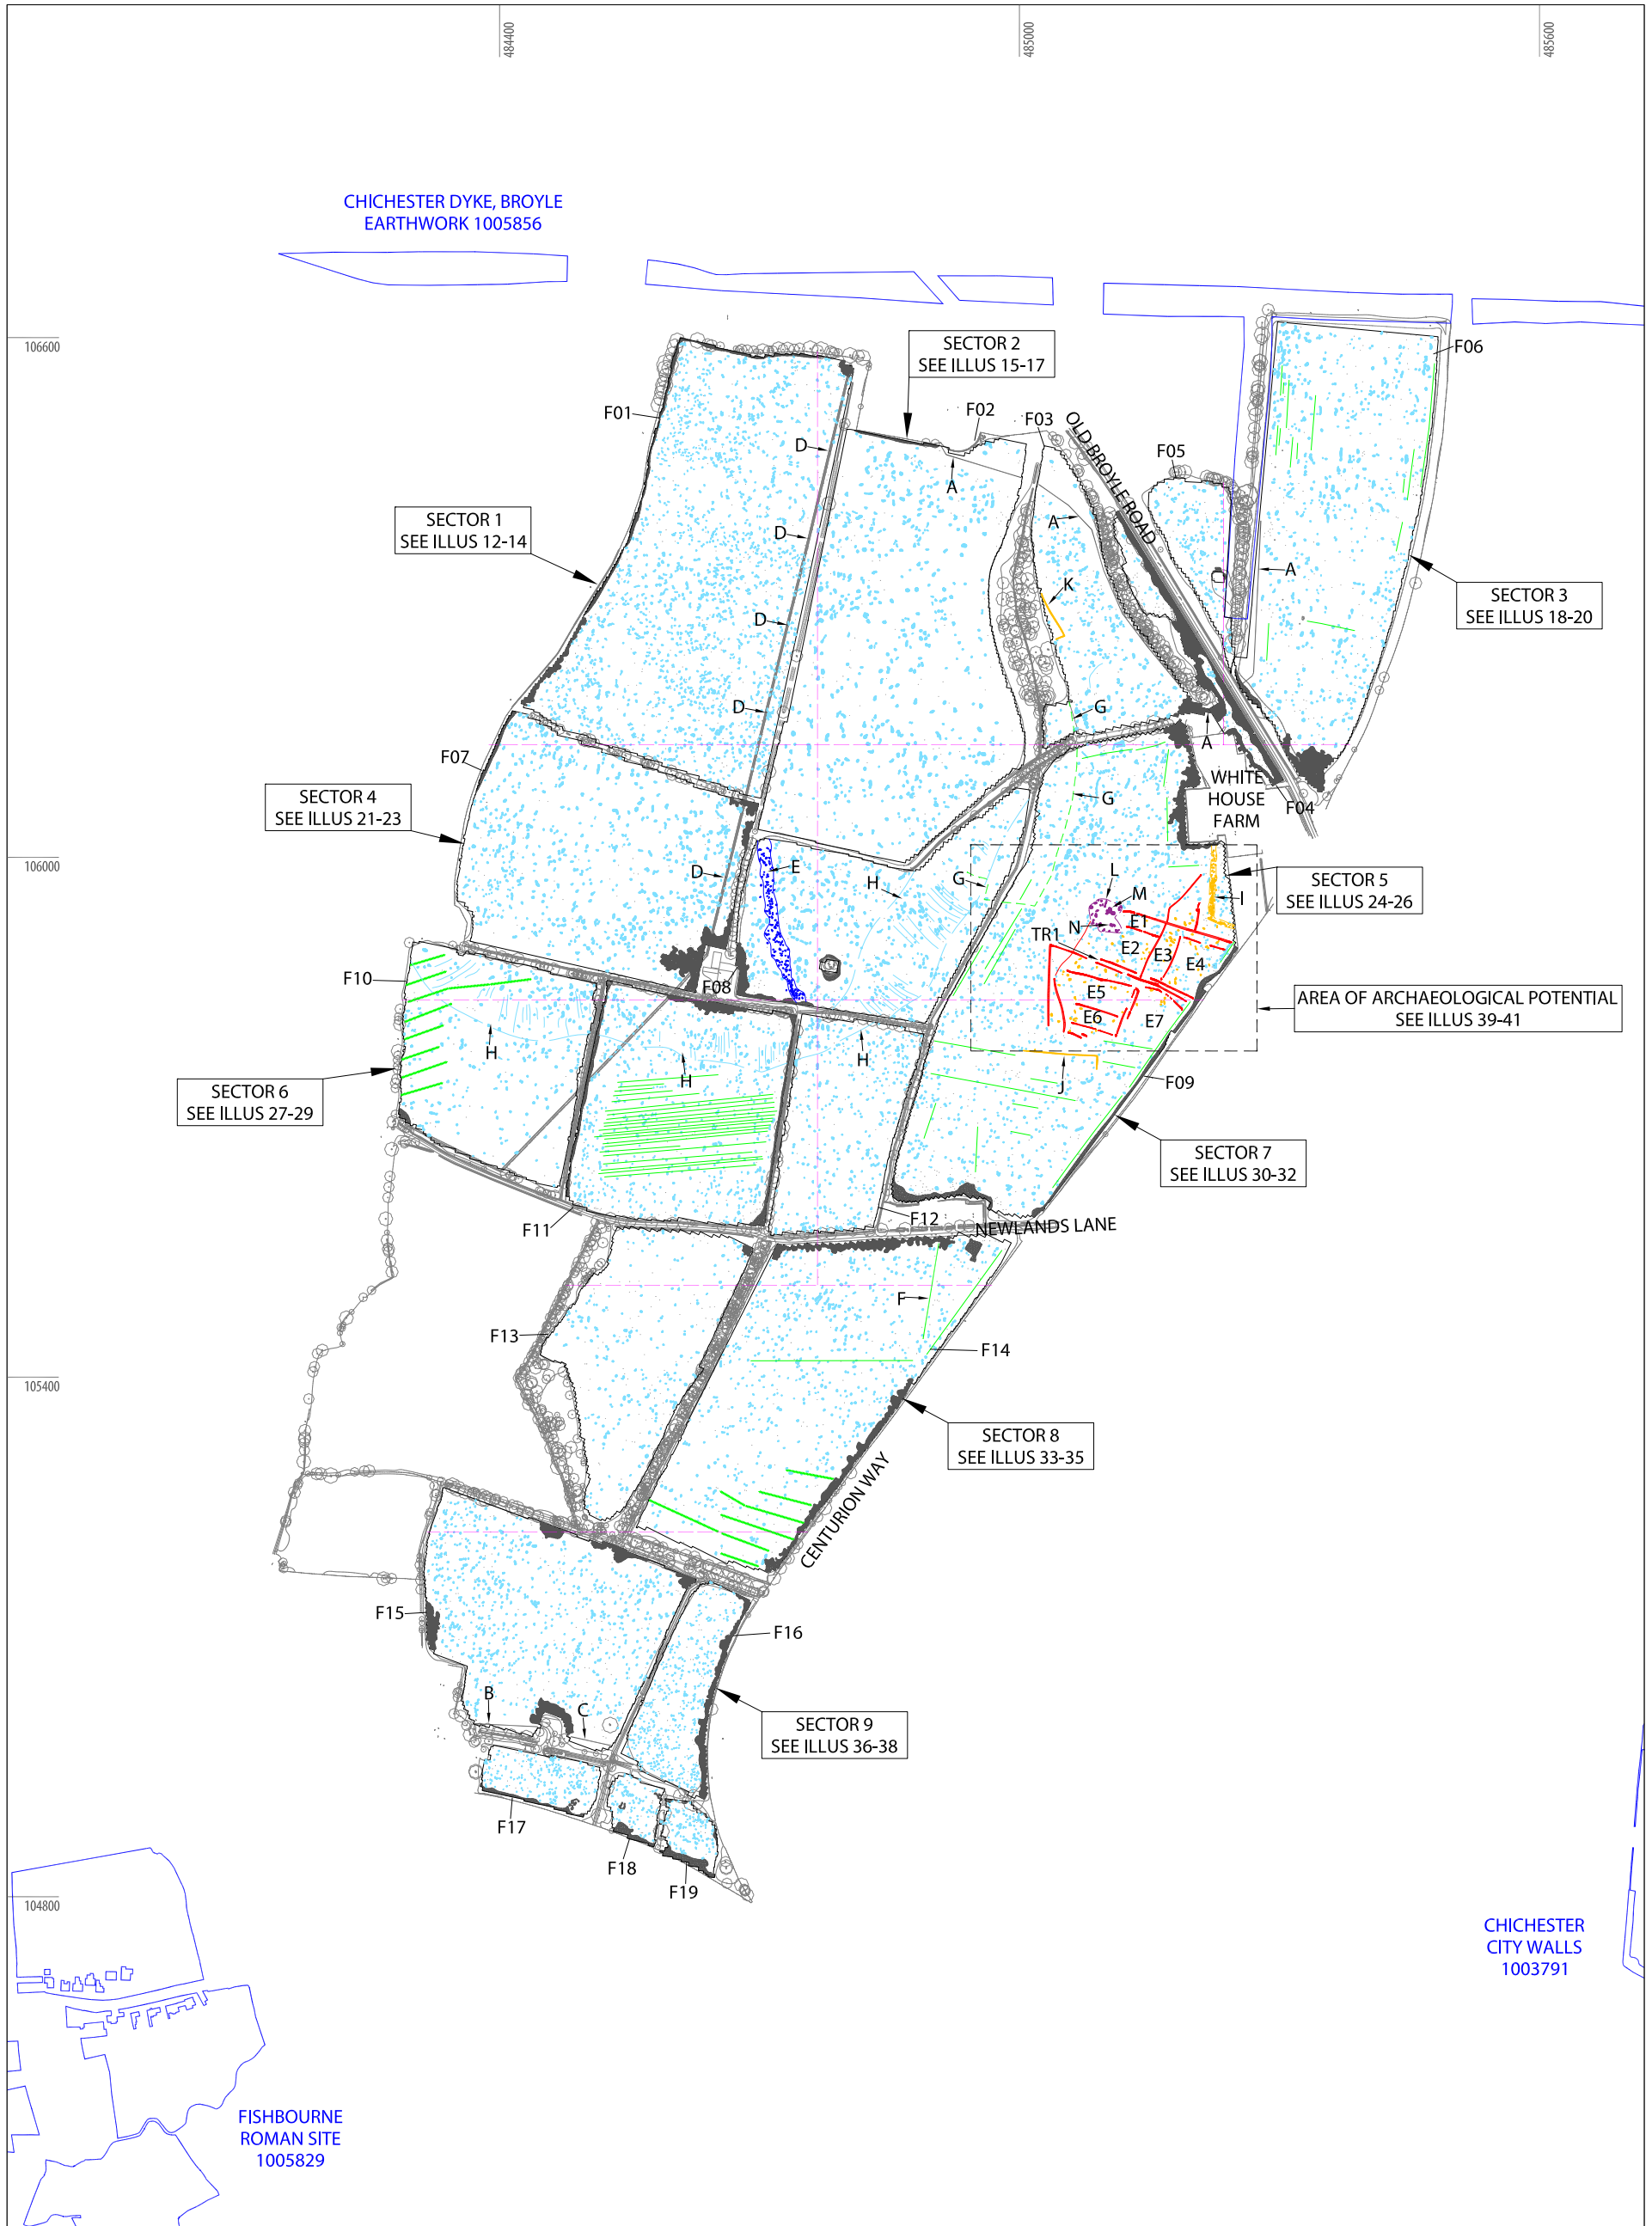 484400
485000
485600
CHICHESTER DYKE, BROYLE
EARTHWORK 1005856
106600
SECTOR 2
SEE ILLUS 15-17
F06
F01
F02
F03
OLD BROYLE ROAD
D
A
F05
SECTOR 1
SEE ILLUS 12-14
A
D
A
K
SECTOR 3
SEE ILLUS 18-20
D
D
G
A
F07
WHITE
HOUSE
FARM
SECTOR 4
SEE ILLUS 21-23
G
F04
106000
E
D
H
G
L
M
SECTOR 5
SEE ILLUS 24-26
I
N
E1
TR1
E2
E3
E4
F10
F08
E5
E6
E7
AREA OF ARCHAEOLOGICAL POTENTIAL
SEE ILLUS 39-41
H
H
H
J
F09
SECTOR 6
SEE ILLUS 27-29
SECTOR 7
SEE ILLUS 30-32
F11
F12
NEWLANDS LANE
F
F13
F14
105400
SECTOR 8
SEE ILLUS 33-35
CENTURION WAY
F15
F16
B
C
SECTOR 9
SEE ILLUS 36-38
F17
F18
F19
104800
CHICHESTER
CITY WALLS
1003791
FISHBOURNE
ROMAN SITE
1005829